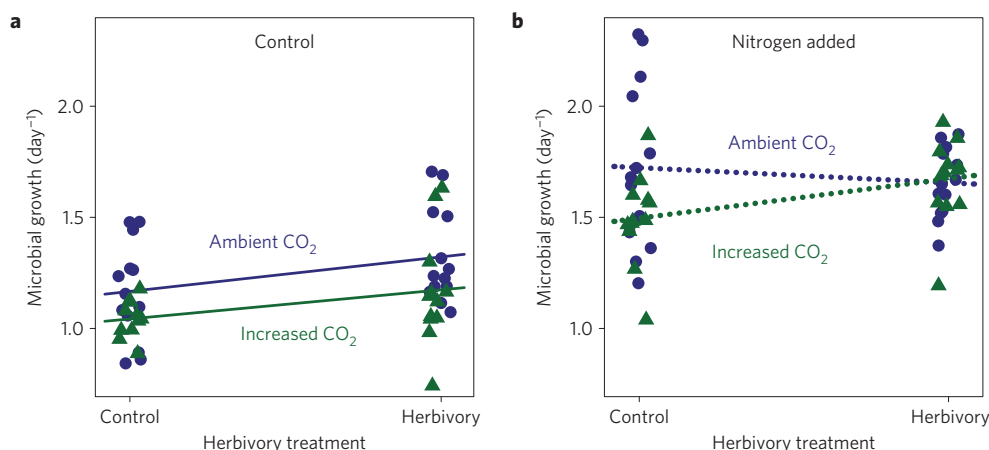 a
Control
Microbial growth (day⁻¹)
2.0
1.5
1.0
Ambient CO₂
Increased CO₂
Control
Herbivory
Herbivory treatment
b
Nitrogen added
Microbial growth (day⁻¹)
2.0
1.5
1.0
Ambient CO₂
Increased CO₂
Control
Herbivory
Herbivory treatment